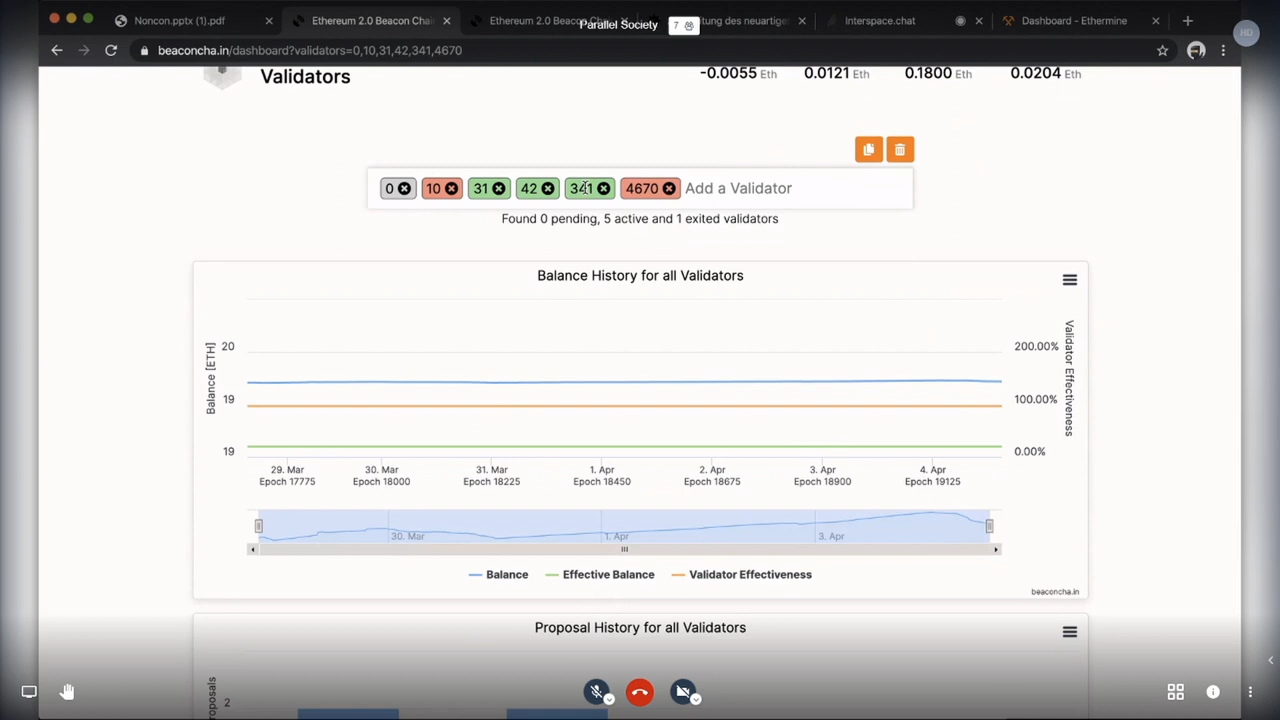 Noncon.pptx (1).pdf
Ethereum 2.0 Beacon Chai
Ethereum 2.0 Beacon Ch
tung des neuartige
Interspace.chat
Dashboard - Ethermine
Parallel Society 7
beaconcha.in/dashboard?validators=0,10,31,42,341,4670
HD
Validators
-0.0055 Eth 0.0121 Eth 0.1800 Eth 0.0204 Eth
0 10 31 42 341 4670 Add a Validator
Found 0 pending, 5 active and 1 exited validators
Balance History for all Validators
Balance [ETH]
20
19
19
200.00%
100.00%
0.00%
Validator Effectiveness
29. Mar 30. Mar 31. Mar 1. Apr 2. Apr 3. Apr 4. Apr
Epoch 17775 Epoch 18000 Epoch 18225 Epoch 18450 Epoch 18675 Epoch 18900 Epoch 19125
30. Mar 1. Apr 3. Apr
Balance Effective Balance Validator Effectiveness
beaconcha.in
Proposal History for all Validators
roposals
2